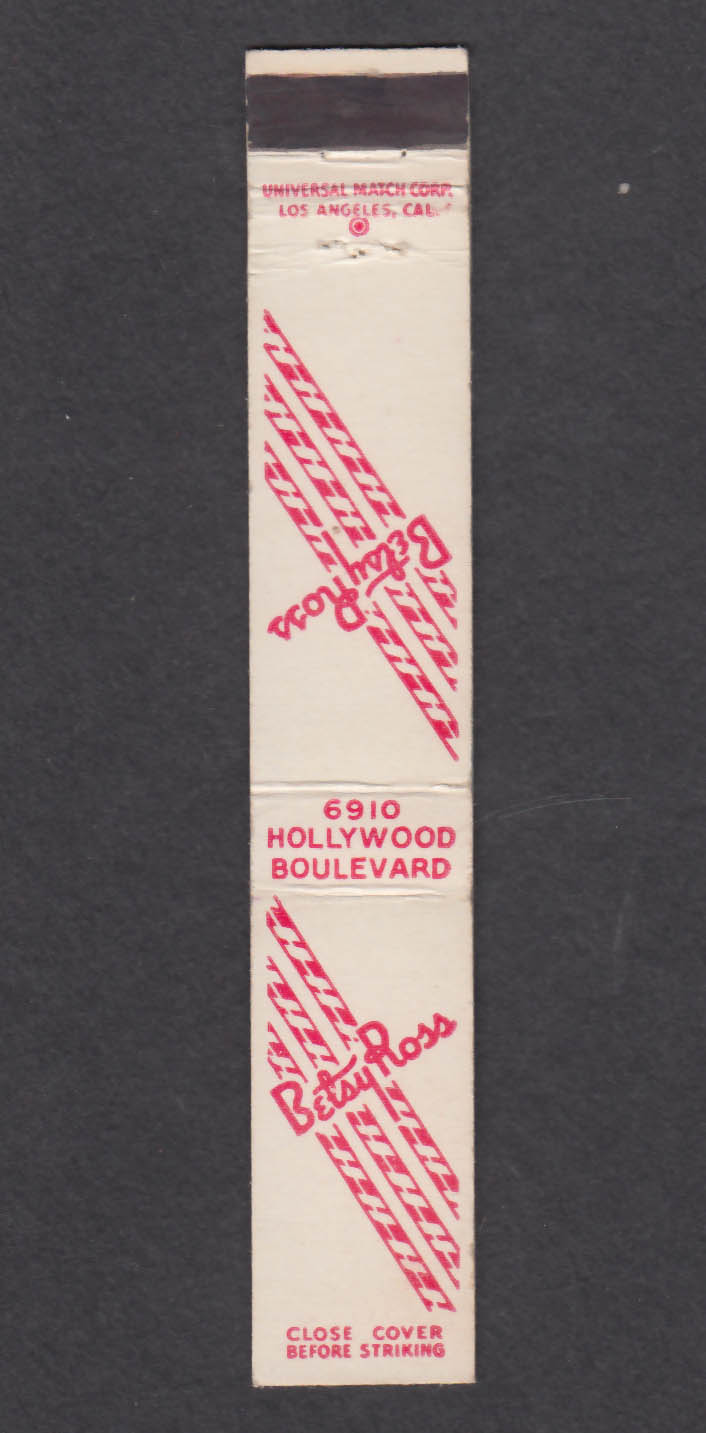 UNIVERSAL MATCH CORP.
LOS ANGELES, CAL.
Betsy Ross
6910
HOLLYWOOD
BOULEVARD
Betsy Ross
CLOSE COVER
BEFORE STRIKING